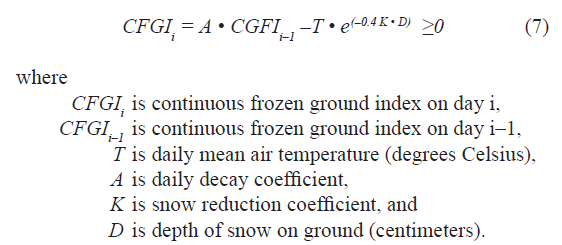 CFGI_i = A • CGFI_{i–1} –T • e^{(–0.4 K • D)} ≥0 (7)
where
CFGI_i is continuous frozen ground index on day i,
CFGI_{i–1} is continuous frozen ground index on day i–1,
T is daily mean air temperature (degrees Celsius),
A is daily decay coefficient,
K is snow reduction coefficient, and
D is depth of snow on ground (centimeters).